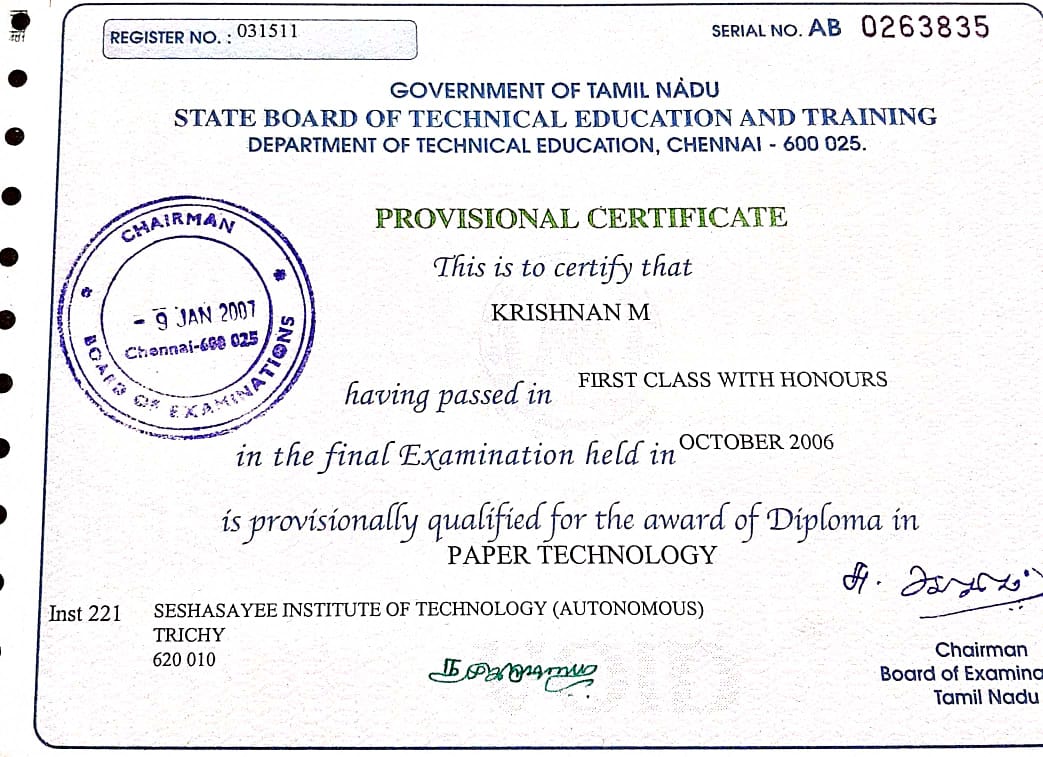 REGISTER NO. : 031511
SERIAL NO. AB 0263835
GOVERNMENT OF TAMIL NADU
STATE BOARD OF TECHNICAL EDUCATION AND TRAINING
DEPARTMENT OF TECHNICAL EDUCATION, CHENNAI - 600 025.
PROVISIONAL CERTIFICATE
This is to certify that
KRISHNAN M
CHAIRMAN
- 9 JAN 2007
Chennai-600 025
BOARD OF EXAMINATIONS
having passed in FIRST CLASS WITH HONOURS
in the final Examination held in OCTOBER 2006
is provisionally qualified for the award of Diploma in
PAPER TECHNOLOGY
Inst 221 SESHASAYEE INSTITUTE OF TECHNOLOGY (AUTONOMOUS)
TRICHY
620 010
Chairman
Board of Examina
Tamil Nadu